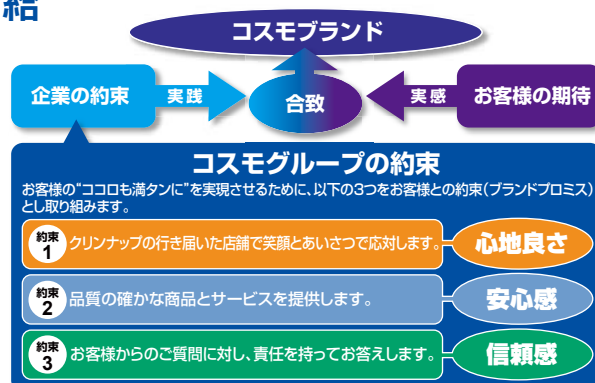 給
コスモブランド
企業の約束 実践 合致 実感 お客様の期待
コスモグループの約束
お客様の“ココロも満タンに”を実現させるために、以下の3つをお客様との約束(ブランドプロミス)
とし取り組みます。
約束1 クリンナップの行き届いた店舗で笑顔とあいさつで応対します。 心地良さ
約束2 品質の確かな商品とサービスを提供します。 安心感
約束3 お客様からのご質問に対し、責任を持ってお答えします。 信頼感